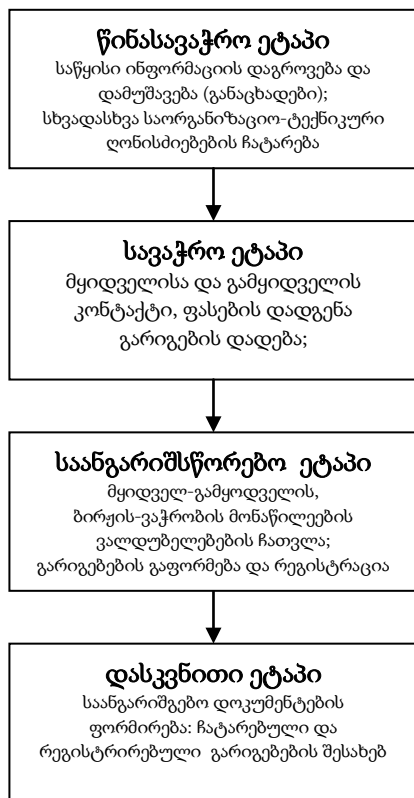 წინასავაჭრო ეტაპი
საწყისი ინფორმაციის დაგროვება და
დამუშავება (განაცხადები);
სხვადასხვა საორგანიზაციო-ტექნიკური
ღონისძიებების ჩატარება
სავაჭრო ეტაპი
მყიდველისა და გამყიდველის
კონტაქტი, ფასების დადგენა
გარიგების დადება;
საანგარიშსწორებო ეტაპი
მყიდველ-გამყოდველის,
ბირჟის-ვაჭრობის მონაწილეების
ვალდუბელებების ჩათვლა;
გარიგებების გაფორმება და რეგისტრაცია
დასკვნითი ეტაპი
საანგარიშგებო დოკუმენტების
ფორმირება: ჩატარებული და
რეგისტრირებული გარიგებების შესახებ